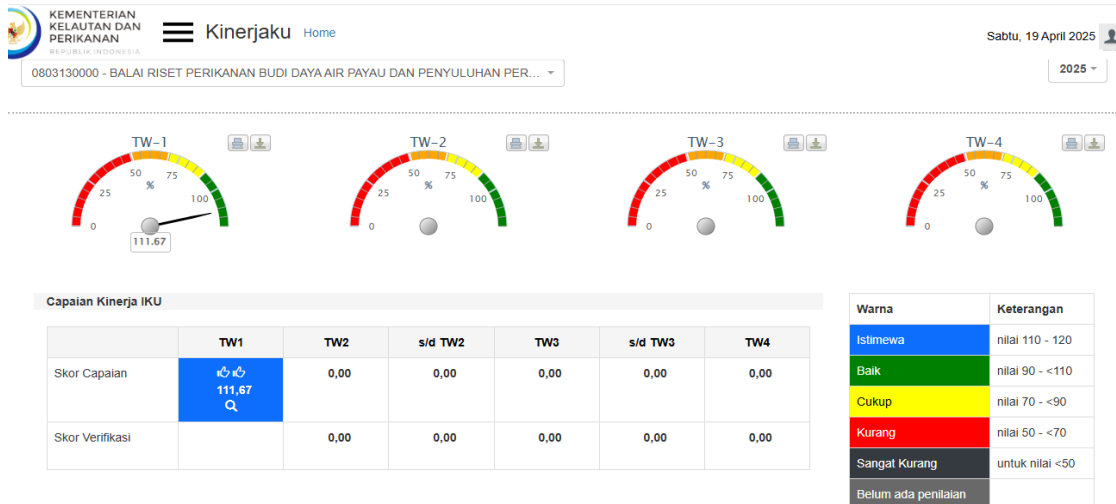 KEMENTERIAN
KELAUTAN DAN
PERIKANAN
REPUBLIK INDONESIA
Kinerjaku Home
Sabtu, 19 April 2025
0803130000 - BALAI RISET PERIKANAN BUDI DAYA AIR PAYAU DAN PENYULUHAN PER...
2025
TW-1
0 25 50 75 100
%
111.67
TW-2
0 25 50 75 100
%
TW-3
0 25 50 75 100
%
TW-4
0 25 50 75 100
%
Capaian Kinerja IKU
TW1 TW2 s/d TW2 TW3 s/d TW3 TW4
Skor Capaian 111,67 0,00 0,00 0,00 0,00 0,00
Skor Verifikasi 0,00 0,00 0,00 0,00 0,00
Warna Keterangan
Istimewa nilai 110 - 120
Baik nilai 90 - <110
Cukup nilai 70 - <90
Kurang nilai 50 - <70
Sangat Kurang untuk nilai <50
Belum ada penilaian